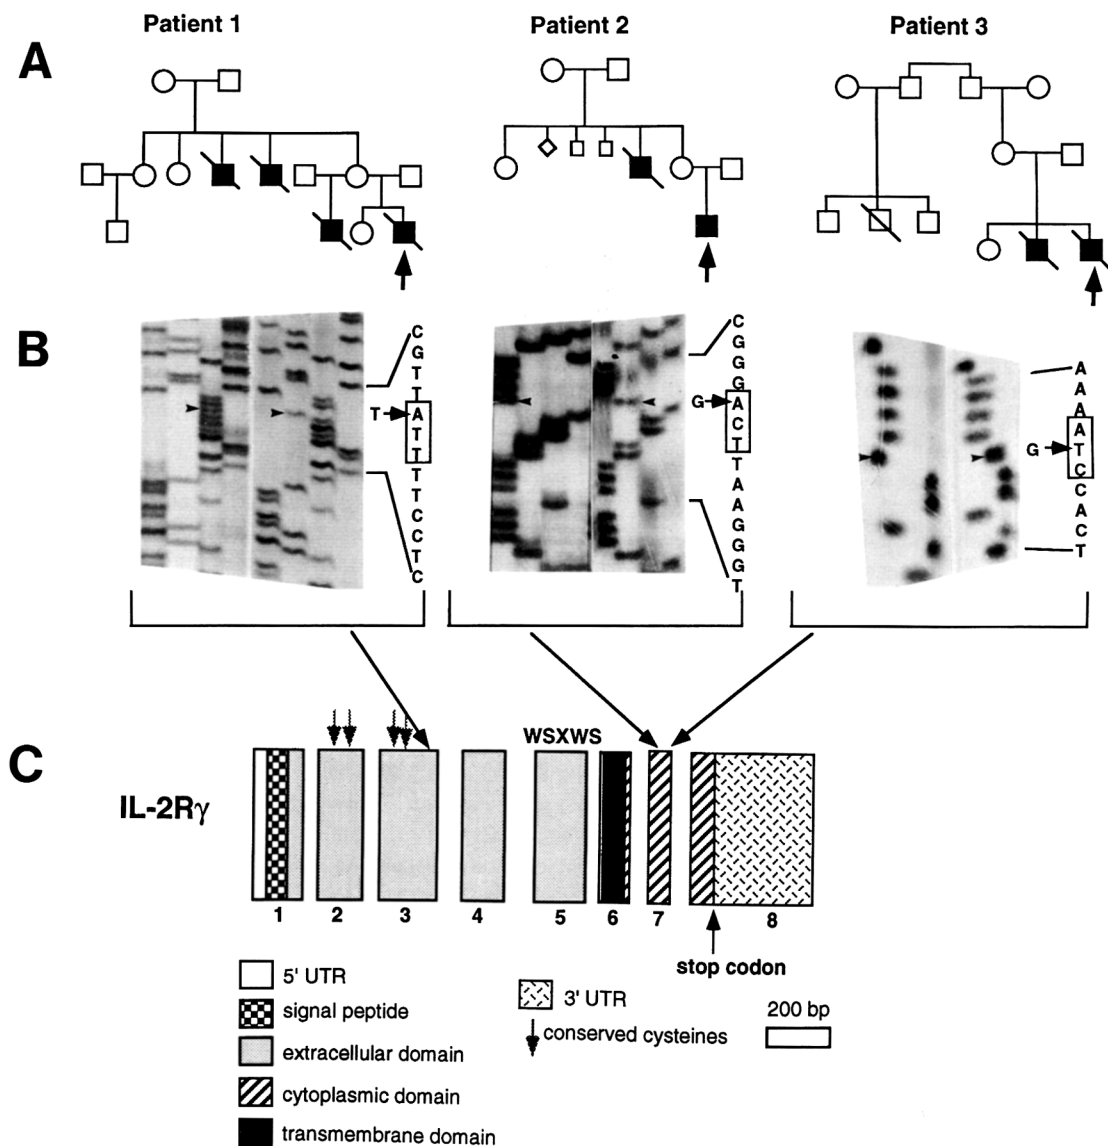 A
Patient 1
Patient 2
Patient 3
B
C
G
T
T
T A
T
T
T
C
C
T
C
C
G
G
G
G A
C
T
T
A
A
G
G
G
T
A
A
A
A
G T
C
C
A
C
T
C
WSXWS
IL-2Rγ
1 2 3 4 5 6 7 8
stop codon
5' UTR
signal peptide
extracellular domain
cytoplasmic domain
transmembrane domain
3' UTR
conserved cysteines
200 bp